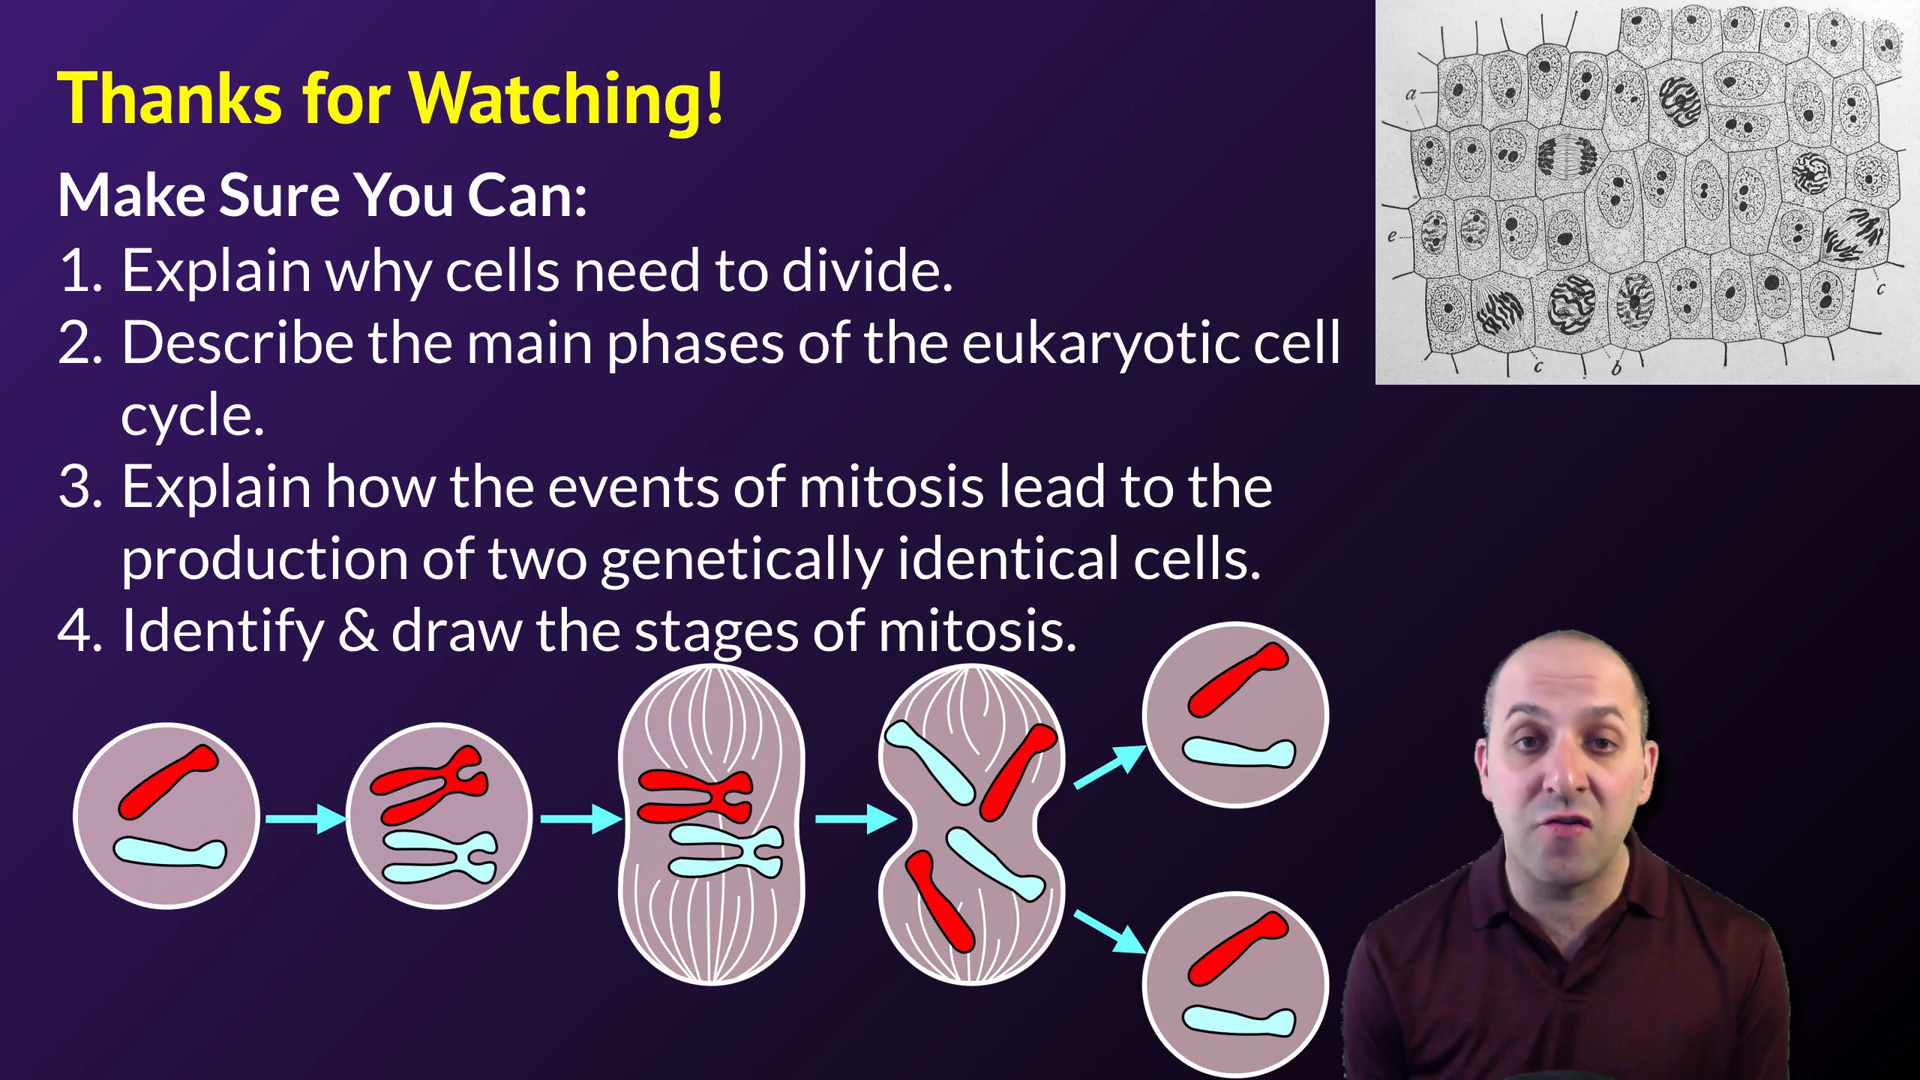 Thanks for Watching!
Make Sure You Can:
1. Explain why cells need to divide.
2. Describe the main phases of the eukaryotic cell
cycle.
3. Explain how the events of mitosis lead to the
production of two genetically identical cells.
4. Identify & draw the stages of mitosis.
a
e
c
c
b